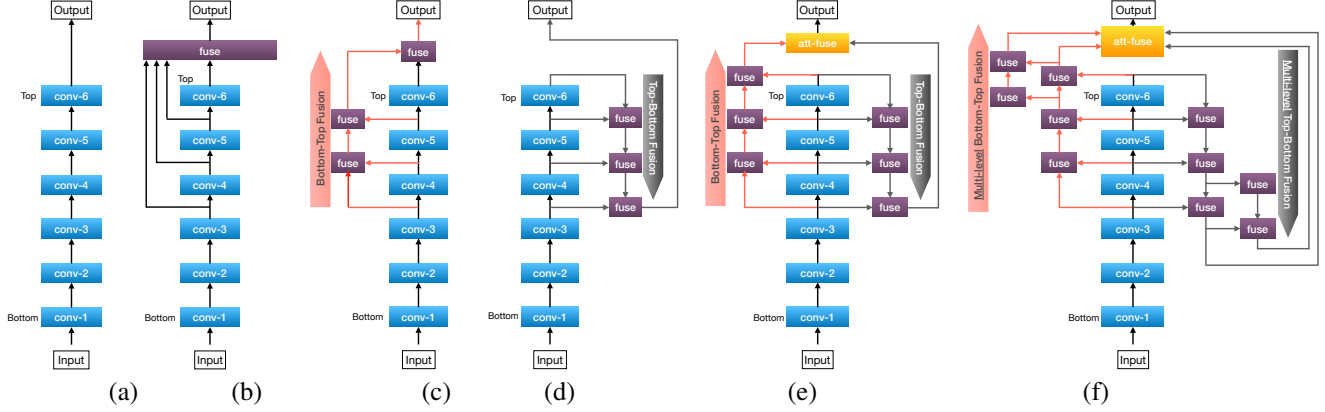 Output
conv-6
conv-5
conv-4
conv-3
conv-2
conv-1
Input
Top
Bottom
(a)
Output
fuse
Top
conv-6
conv-5
conv-4
conv-3
conv-2
conv-1
Bottom
Input
(b)
Output
fuse
Bottom-Top Fusion
conv-6
fuse
conv-5
fuse
conv-4
conv-3
conv-2
conv-1
Input
(c)
Output
Top
conv-6
fuse
Top-Bottom Fusion
conv-5
fuse
conv-4
fuse
conv-3
conv-2
conv-1
Bottom
Input
(d)
Output
att-fuse
Bottom-Top Fusion
fuse
Top
conv-6
fuse
fuse
Top-Bottom Fusion
conv-5
fuse
fuse
conv-4
fuse
conv-3
conv-2
conv-1
Bottom
Input
(e)
Output
att-fuse
Multi-level Bottom-Top Fusion
fuse
fuse
fuse
Top
conv-6
fuse
fuse
Multi-level Top-Bottom Fusion
conv-5
fuse
fuse
conv-4
fuse
fuse
conv-3
fuse
conv-2
conv-1
Bottom
Input
(f)